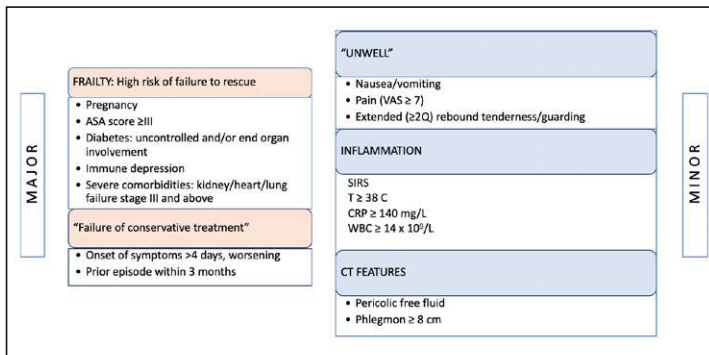 MAJOR
FRAILTY: High risk of failure to rescue
• Pregnancy
• ASA score ≥III
• Diabetes: uncontrolled and/or end organ
involvement
• Immune depression
• Severe comorbidities: kidney/heart/lung
failure stage III and above
"Failure of conservative treatment"
• Onset of symptoms >4 days, worsening
• Prior episode within 3 months
"UNWELL"
• Nausea/vomiting
• Pain (VAS ≥ 7)
• Extended (≥2Q) rebound tenderness/guarding
INFLAMMATION
SIRS
T ≥ 38 C
CRP ≥ 140 mg/L
WBC ≥ 14 x 10⁹/L
CT FEATURES
• Pericolic free fluid
• Phlegmon ≥ 8 cm
MINOR